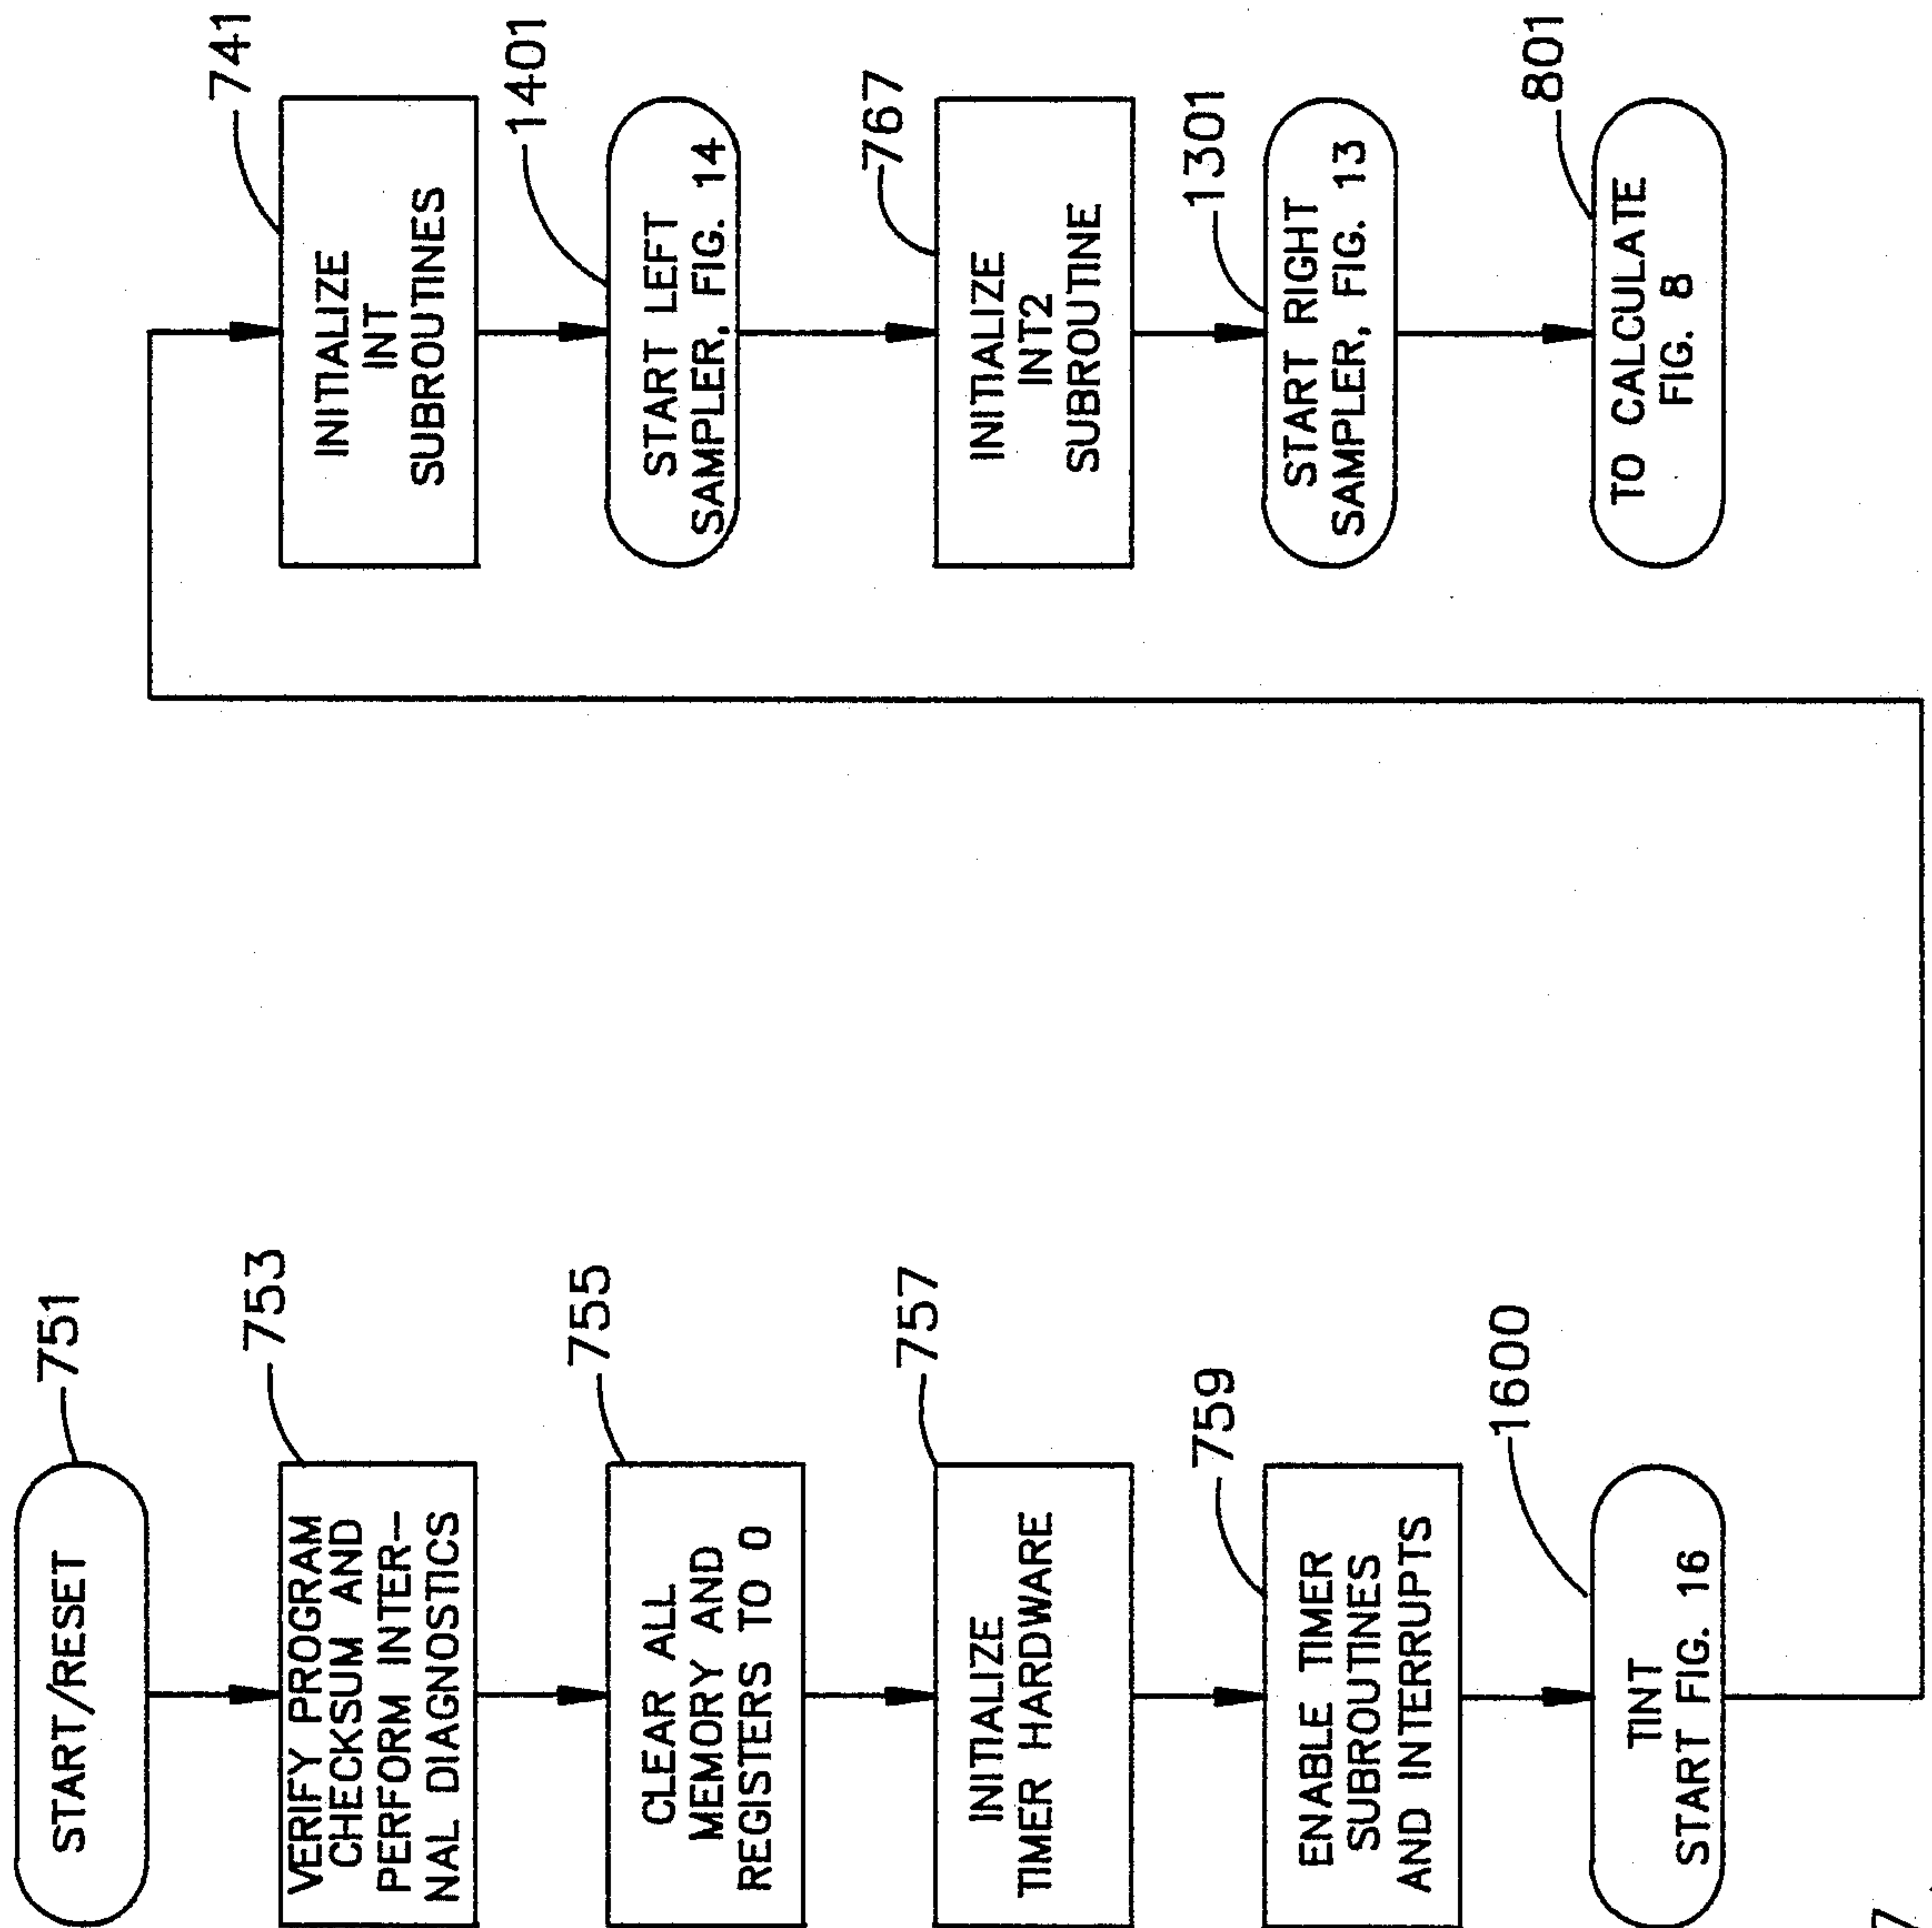 START/RESET
751
VERIFY PROGRAM
CHECKSUM AND
PERFORM INTER-
NAL DIAGNOSTICS
753
CLEAR ALL
MEMORY AND
REGISTERS TO 0
755
INITIALIZE
TIMER HARDWARE
757
ENABLE TIMER
SUBROUTINES
AND INTERRUPTS
759
TINT
START FIG. 16
1600
INITIALIZE
INT
SUBROUTINES
741
START LEFT
SAMPLER, FIG. 14
1401
INITIALIZE
INT2
SUBROUTINE
767
START RIGHT
SAMPLER, FIG. 13
1301
TO CALCULATE
FIG. 8
801